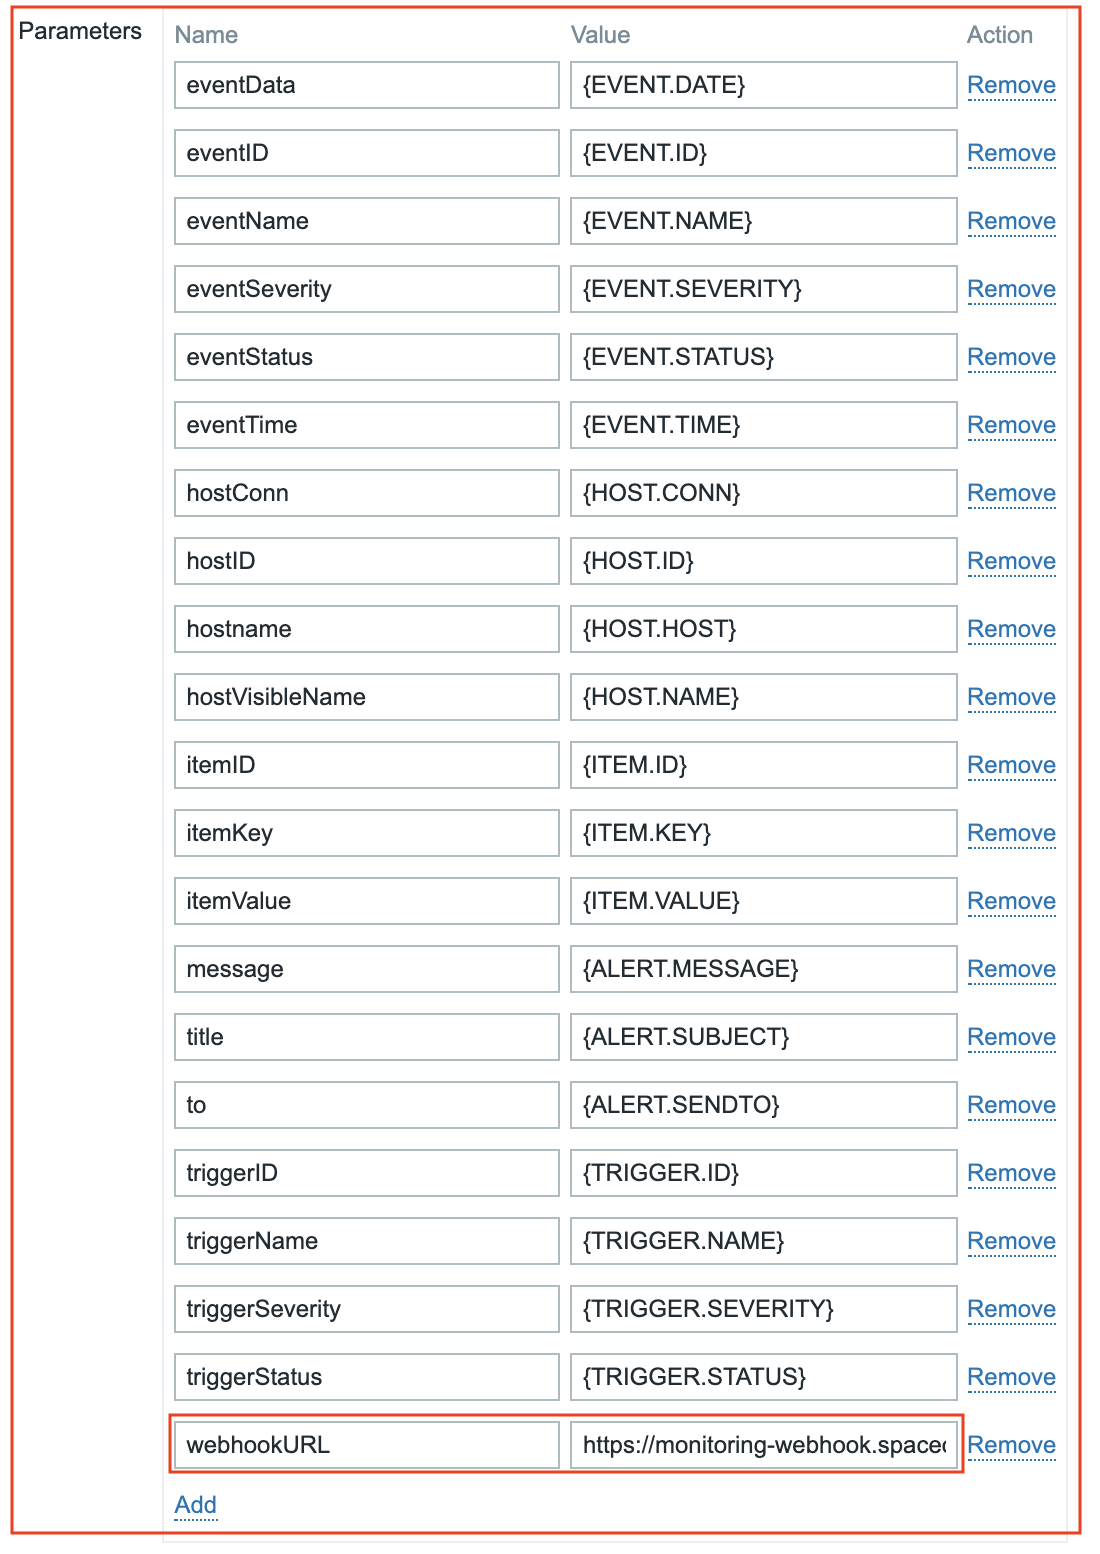 Parameters
Name Value Action
eventData {EVENT.DATE} Remove
eventID {EVENT.ID} Remove
eventName {EVENT.NAME} Remove
eventSeverity {EVENT.SEVERITY} Remove
eventStatus {EVENT.STATUS} Remove
eventTime {EVENT.TIME} Remove
hostConn {HOST.CONN} Remove
hostID {HOST.ID} Remove
hostname {HOST.HOST} Remove
hostVisibleName {HOST.NAME} Remove
itemID {ITEM.ID} Remove
itemKey {ITEM.KEY} Remove
itemValue {ITEM.VALUE} Remove
message {ALERT.MESSAGE} Remove
title {ALERT.SUBJECT} Remove
to {ALERT.SENDTO} Remove
triggerID {TRIGGER.ID} Remove
triggerName {TRIGGER.NAME} Remove
triggerSeverity {TRIGGER.SEVERITY} Remove
triggerStatus {TRIGGER.STATUS} Remove
webhookURL https://monitoring-webhook.space Remove
Add